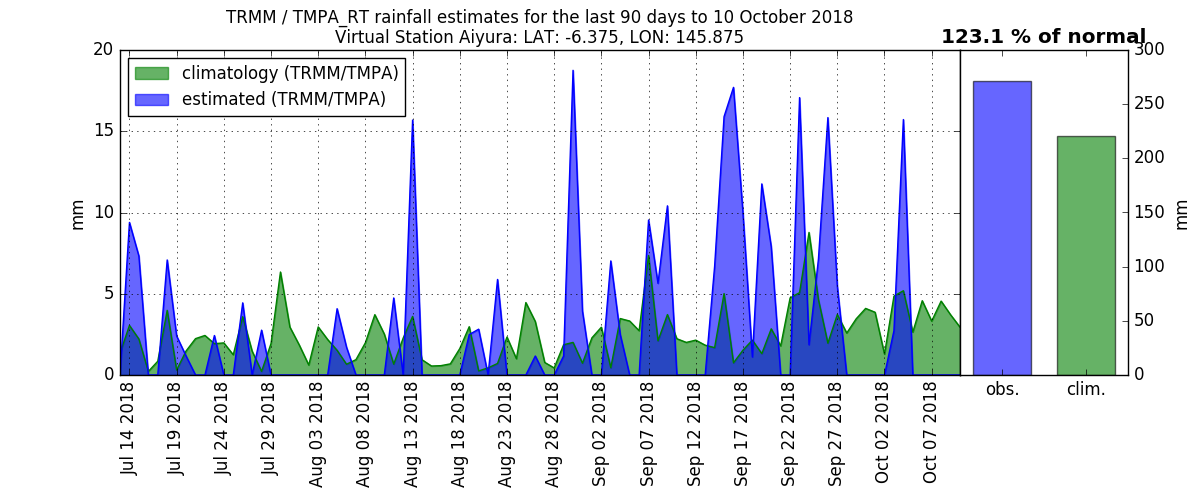 TRMM / TMPA_RT rainfall estimates for the last 90 days to 10 October 2018
Virtual Station Aiyura: LAT: -6.375, LON: 145.875
123.1 % of normal
climatology (TRMM/TMPA)
estimated (TRMM/TMPA)
mm
20
15
10
5
0
Jul 14 2018
Jul 19 2018
Jul 24 2018
Jul 29 2018
Aug 03 2018
Aug 08 2018
Aug 13 2018
Aug 18 2018
Aug 23 2018
Aug 28 2018
Sep 02 2018
Sep 07 2018
Sep 12 2018
Sep 17 2018
Sep 22 2018
Sep 27 2018
Oct 02 2018
Oct 07 2018
obs.
clim.
300
250
200
150
100
50
0
mm